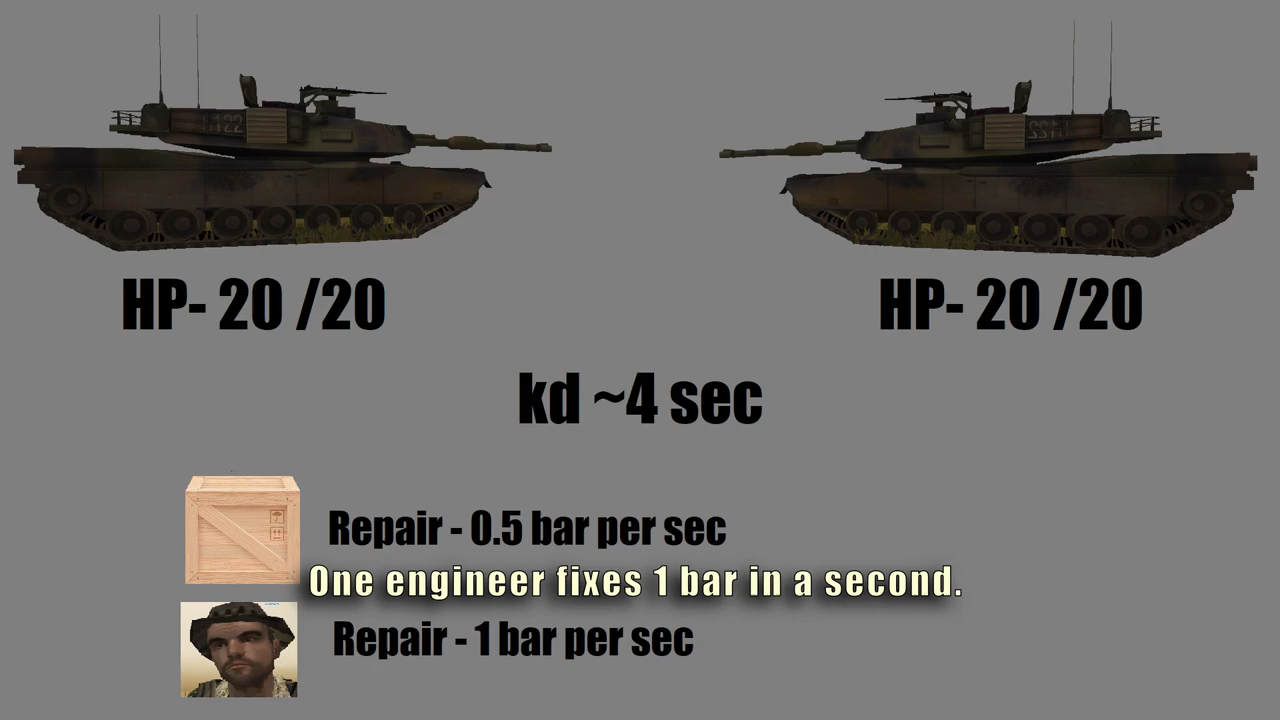 HP- 20 /20
HP- 20 /20
kd ~4 sec
Repair - 0.5 bar per sec
One engineer fixes 1 bar in a second.
Repair - 1 bar per sec